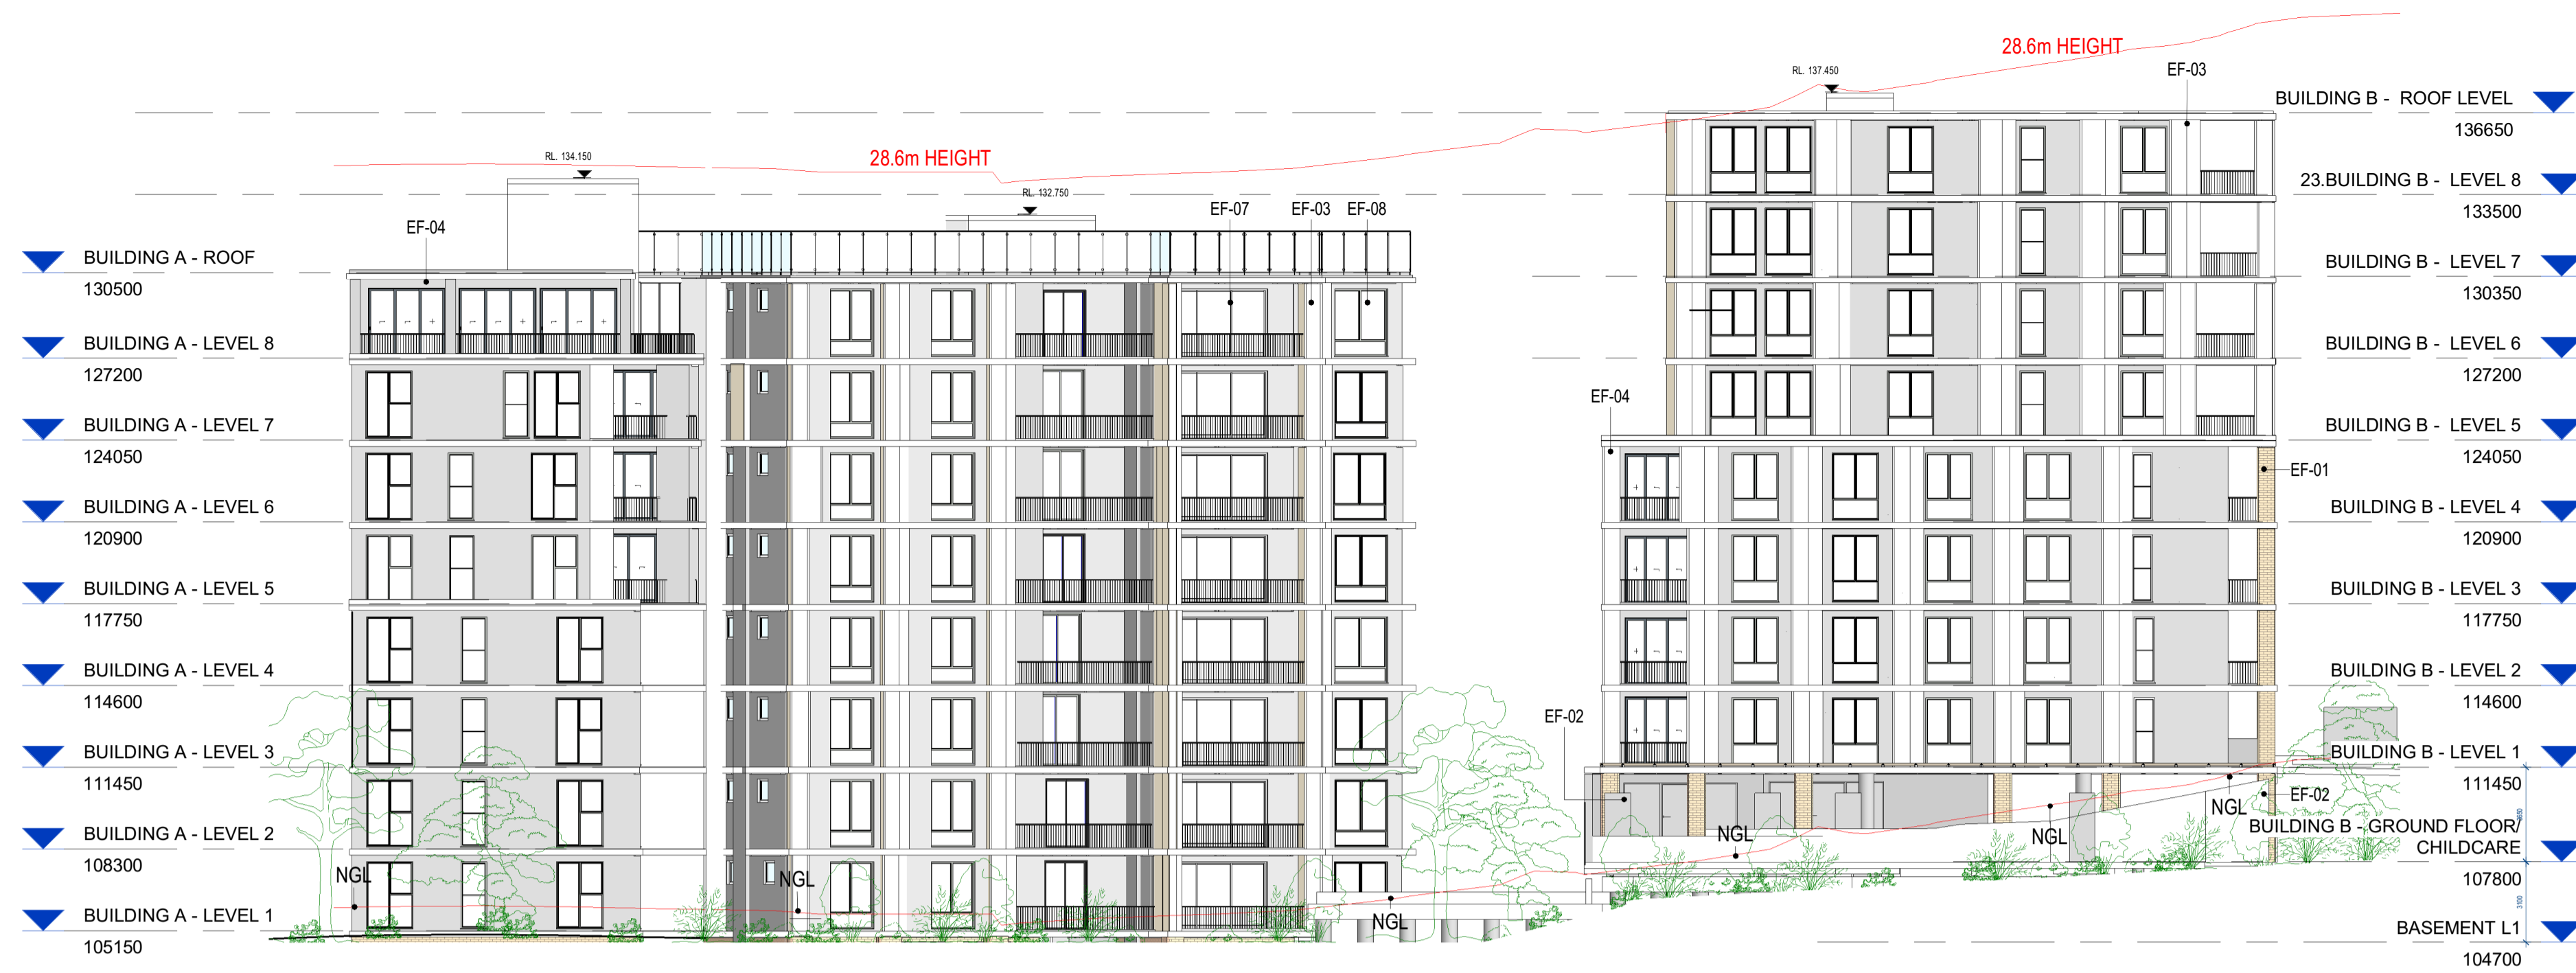 28.6m HEIGHT
EF-03
RL. 137.450
BUILDING B - ROOF LEVEL
136650
28.6m HEIGHT
RL. 134.150
23.BUILDING B - LEVEL 8
133500
RL. 132.750
EF-04
EF-07
EF-03
EF-08
BUILDING A - ROOF
130500
BUILDING B - LEVEL 7
130350
BUILDING A - LEVEL 8
127200
BUILDING B - LEVEL 6
127200
EF-04
BUILDING A - LEVEL 7
124050
BUILDING B - LEVEL 5
124050
EF-01
BUILDING A - LEVEL 6
120900
BUILDING B - LEVEL 4
120900
BUILDING A - LEVEL 5
117750
BUILDING B - LEVEL 3
117750
BUILDING A - LEVEL 4
114600
BUILDING B - LEVEL 2
114600
EF-02
BUILDING A - LEVEL 3
111450
BUILDING B - LEVEL 1
111450
EF-02
NGL
NGL
NGL
BUILDING A - LEVEL 2
108300
BUILDING B - GROUND FLOOR/
CHILDCARE
107800
NGL
NGL
NGL
3100
BUILDING A - LEVEL 1
105150
BASEMENT L1
104700